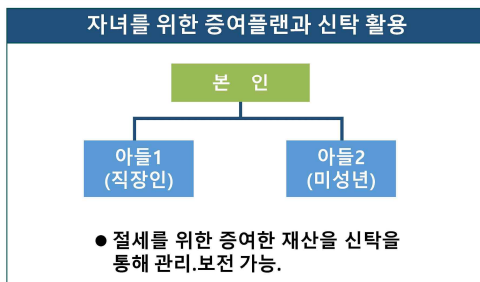 자녀를 위한 증여플랜과 신탁 활용
본 인
아들1
(직장인)
아들2
(미성년)
● 절세를 위한 증여한 재산을 신탁을
통해 관리.보전 가능.